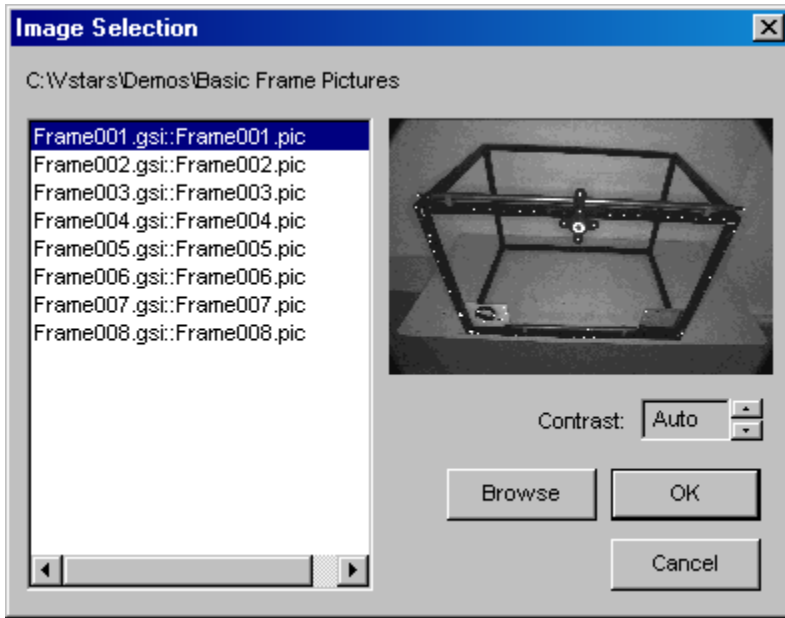 Image Selection
C:\Vstars\Demos\Basic Frame Pictures
Frame001.gsi::Frame001.pic
Frame002.gsi::Frame002.pic
Frame003.gsi::Frame003.pic
Frame004.gsi::Frame004.pic
Frame005.gsi::Frame005.pic
Frame006.gsi::Frame006.pic
Frame007.gsi::Frame007.pic
Frame008.gsi::Frame008.pic
Contrast: Auto
Browse OK
Cancel